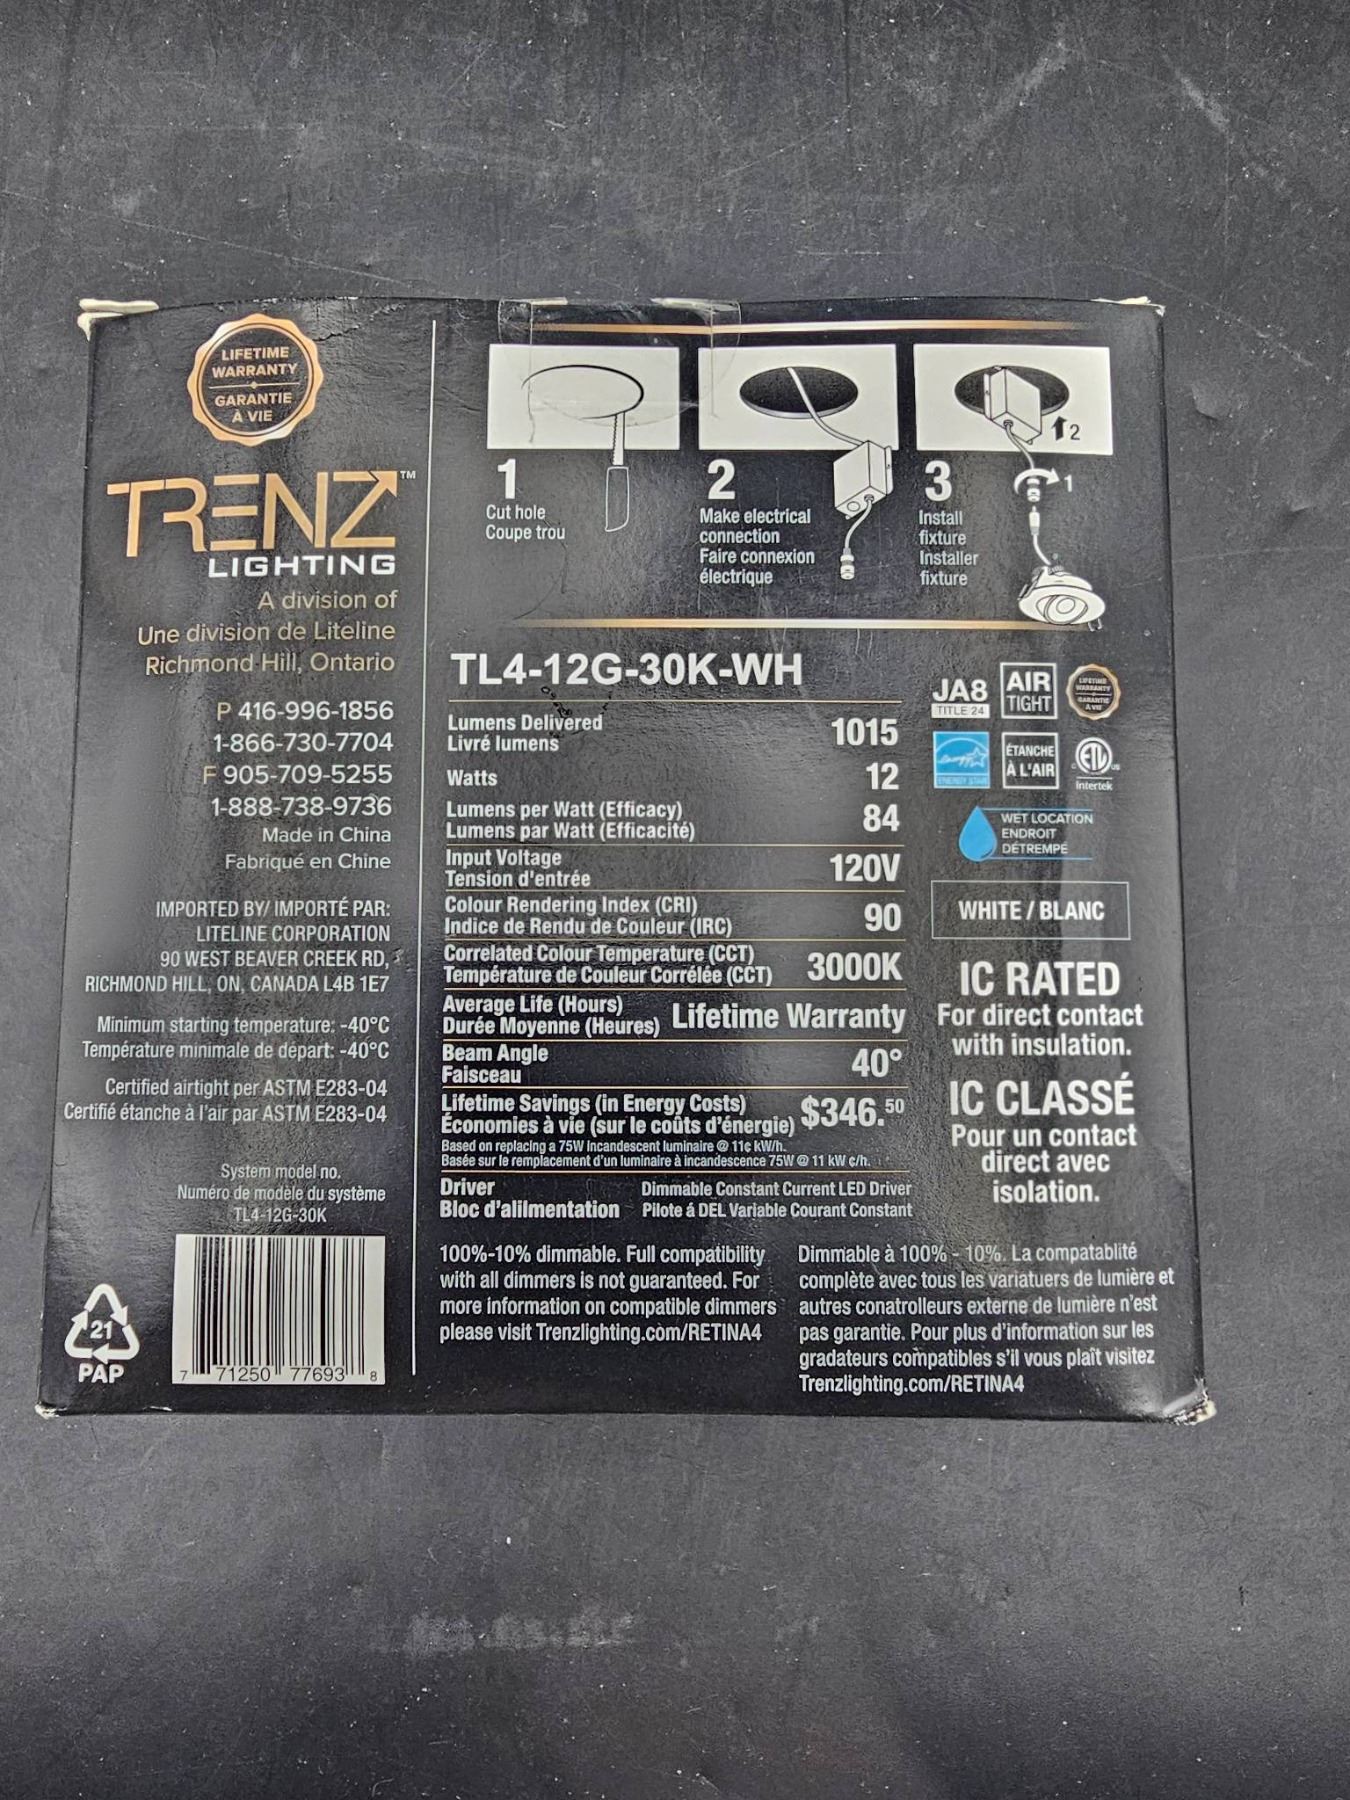 LIFETIME
WARRANTY
GARANTIE
À VIE
TRENZ™
LIGHTING
A division of
Une division de Liteline
Richmond Hill, Ontario
P 416-996-1856
1-866-730-7704
F 905-709-5255
1-888-738-9736
Made in China
Fabriqué en Chine
IMPORTED BY/ IMPORTÉ PAR:
LITELINE CORPORATION
90 WEST BEAVER CREEK RD,
RICHMOND HILL, ON, CANADA L4B 1E7
Minimum starting temperature: -40°C
Température minimale de départ: -40°C
Certified airtight per ASTM E283-04
Certifié étanche à l'air par ASTM E283-04
System model no.
Numéro de modèle du système
TL4-12G-30K
21
PAP
7 71250 77693 8
1
Cut hole
Coupe trou
2
Make electrical
connection
Faire connexion
électrique
3
Install
fixture
Installer
fixture
2
1
TL4-12G-30K-WH
Lumens Delivered
Livré lumens
1015
Watts
12
Lumens per Watt (Efficacy)
Lumens par Watt (Efficacité)
84
Input Voltage
Tension d'entrée
120V
Colour Rendering Index (CRI)
Indice de Rendu de Couleur (IRC)
90
Correlated Colour Temperature (CCT)
Température de Couleur Corrélée (CCT)
3000K
Average Life (Hours)
Durée Moyenne (Heures)
Lifetime Warranty
Beam Angle
Faisceau
40°
Lifetime Savings (in Energy Costs)
Économies à vie (sur le coûts d'énergie)
$346.50
Based on replacing a 75W Incandescent luminaire @ 11¢ kW/h.
Basée sur le remplacement d'un luminaire à incandescence 75W @ 11 kW ¢/h.
Driver
Bloc d'alilmentation
Dimmable Constant Current LED Driver
Pilote á DEL Variable Courant Constant
100%-10% dimmable. Full compatibility
with all dimmers is not guaranteed. For
more information on compatible dimmers
please visit Trenzlighting.com/RETINA4
Dimmable à 100% - 10%. La compatablité
complète avec tous les variatuers de lumière et
autres conatrolleurs externe de lumière n'est
pas garantie. Pour plus d'information sur les
gradateurs compatibles s'il vous plaît visitez
Trenzlighting.com/RETINA4
JA8
TITLE 24
AIR
TIGHT
LIFETIME
WARRANTY
GARANTIE
À VIE
energy
ENERGY STAR
ÉTANCHE
À L'AIR
C ETL US
Intertek
WET LOCATION
ENDROIT
DÉTREMPE
WHITE / BLANC
IC RATED
For direct contact
with insulation.
IC CLASSÉ
Pour un contact
direct avec
isolation.